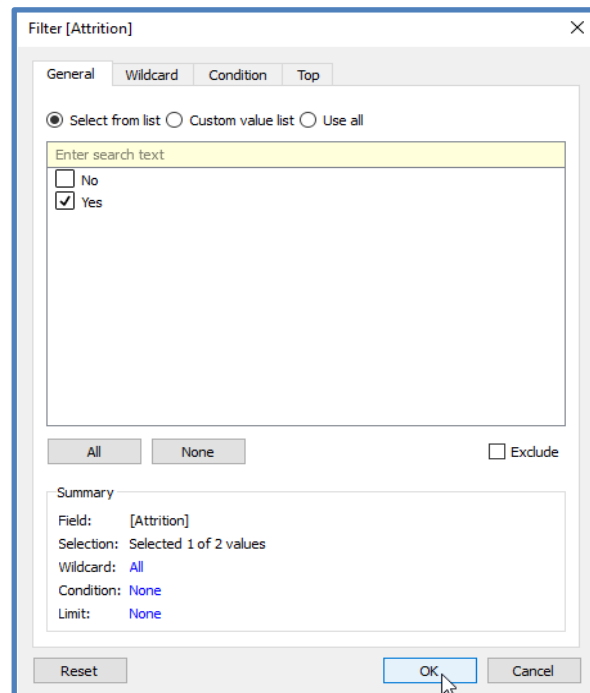 Filter [Attrition]
General Wildcard Condition Top
Select from list Custom value list Use all
Enter search text
No
Yes
All None Exclude
Summary
Field: [Attrition]
Selection: Selected 1 of 2 values
Wildcard: All
Condition: None
Limit: None
Reset OK Cancel